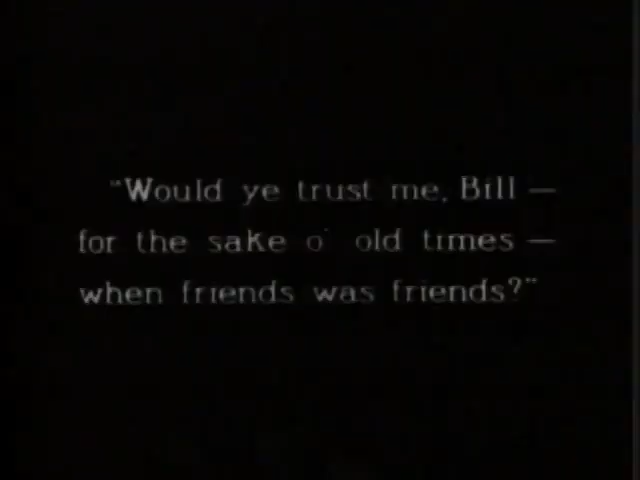 "Would ye trust me, Bill —
for the sake o' old times —
when friends was friends?"